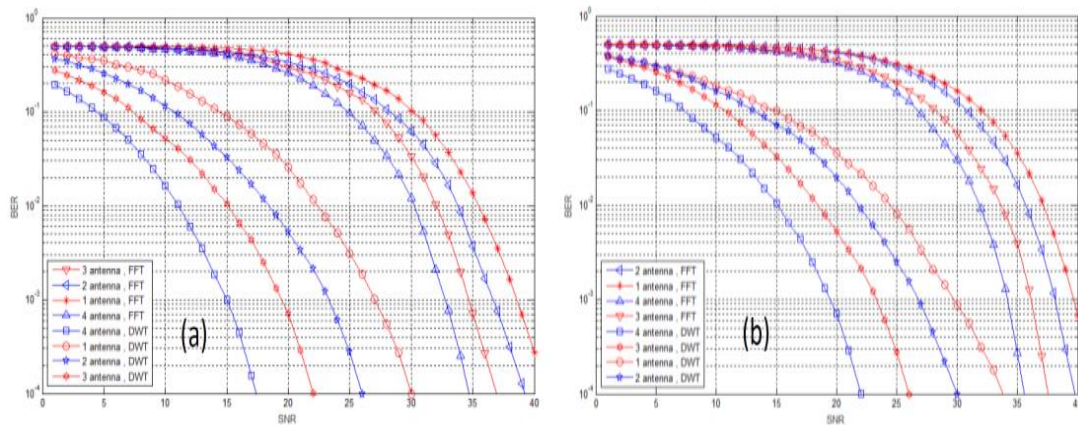 10^0
10^-1
10^-2
10^-3
10^-4
BER
0 5 10 15 20 25 30 35 40
SNR
3 antenna , FFT
2 antenna , FFT
1 antenna , FFT
4 antenna , FFT
4 antenna , DWT
1 antenna , DWT
2 antenna , DWT
3 antenna , DWT
(a)
10^0
10^-1
10^-2
10^-3
10^-4
BER
0 5 10 15 20 25 30 35 40
SNR
2 antenna , FFT
1 antenna , FFT
4 antenna , FFT
3 antenna , FFT
4 antenna , DWT
3 antenna , DWT
1 antenna , DWT
2 antenna , DWT
(b)